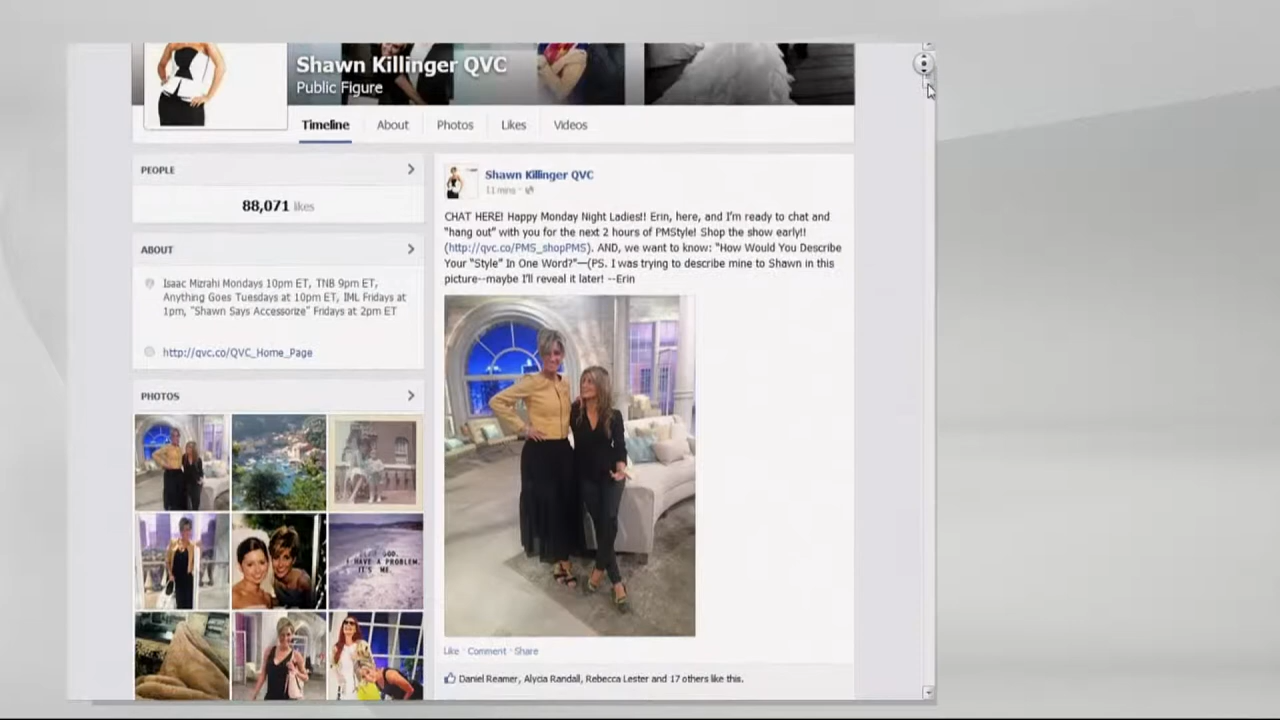 Shawn Killinger QVC
Public Figure
Timeline
About
Photos
Likes
Videos
PEOPLE
88,071 likes
ABOUT
Isaac Mizrahi Mondays 10pm ET, TNB 9pm ET,
Anything Goes Tuesdays at 10pm ET, IML Fridays at
1pm, "Shawn Says Accessorize" Fridays at 2pm ET
http://qvc.co/QVC_Home_Page
PHOTOS
I HAVE A PROBLEM.
IT'S ME.
Shawn Killinger QVC
11 mins ·
CHAT HERE! Happy Monday Night Ladies!! Erin, here, and I'm ready to chat and
"hang out" with you for the next 2 hours of PMStyle! Shop the show early!!
(http://qvc.co/PMS_shopPMS). AND, we want to know: "How Would You Describe
Your "Style" In One Word?"—(PS. I was trying to describe mine to Shawn in this
picture--maybe I'll reveal it later! --Erin
Like · Comment · Share
Daniel Reamer, Alycia Randall, Rebecca Lester and 17 others like this.